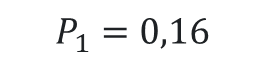 P₁ = 0,16